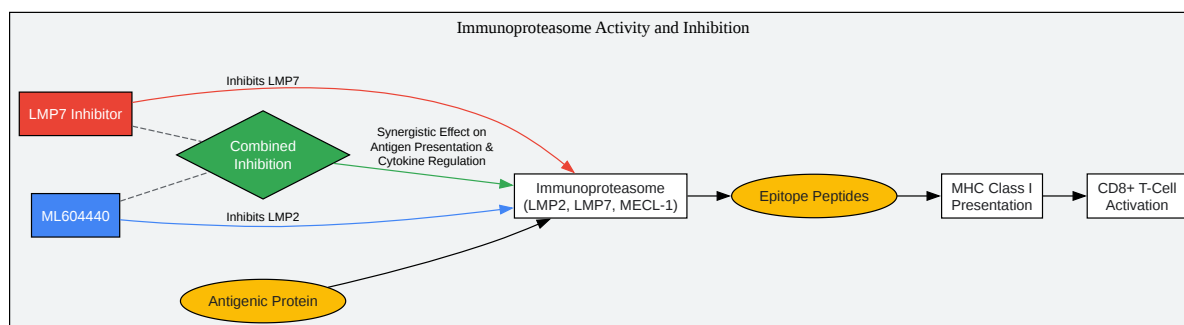 Immunoproteasome Activity and Inhibition
Inhibits LMP7
LMP7 Inhibitor
Combined
Inhibition
Synergistic Effect on
Antigen Presentation &
Cytokine Regulation
ML604440
Inhibits LMP2
Immunoproteasome
(LMP2, LMP7, MECL-1)
Epitope Peptides
MHC Class I
Presentation
CD8+ T-Cell
Activation
Antigenic Protein